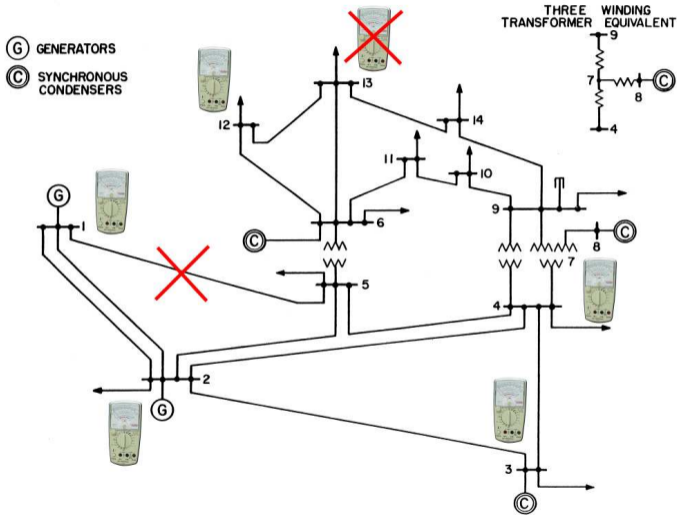 THREE WINDING
TRANSFORMER EQUIVALENT
9
7
C
8
4
G GENERATORS
C SYNCHRONOUS
CONDENSERS
13
12
14
11
10
G
1
6
9
C
C
8
7
5
4
2
G
3
C